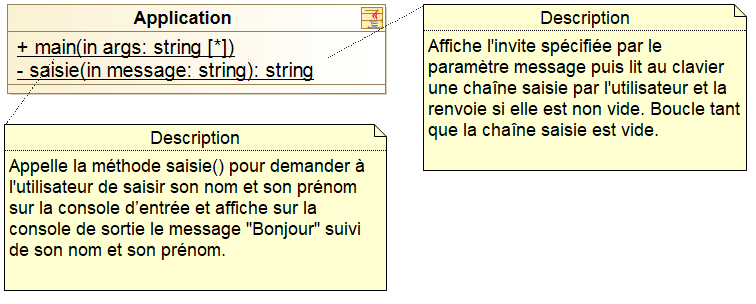 Application
+ main(in args: string [*])
- saisie(in message: string): string
Description
Affiche l'invite spécifiée par le
paramètre message puis lit au clavier
une chaîne saisie par l'utilisateur et la
renvoie si elle est non vide. Boucle tant
que la chaîne saisie est vide.
Description
Appelle la méthode saisie() pour demander à
l'utilisateur de saisir son nom et son prénom
sur la console d’entrée et affiche sur la
console de sortie le message "Bonjour" suivi
de son nom et son prénom.